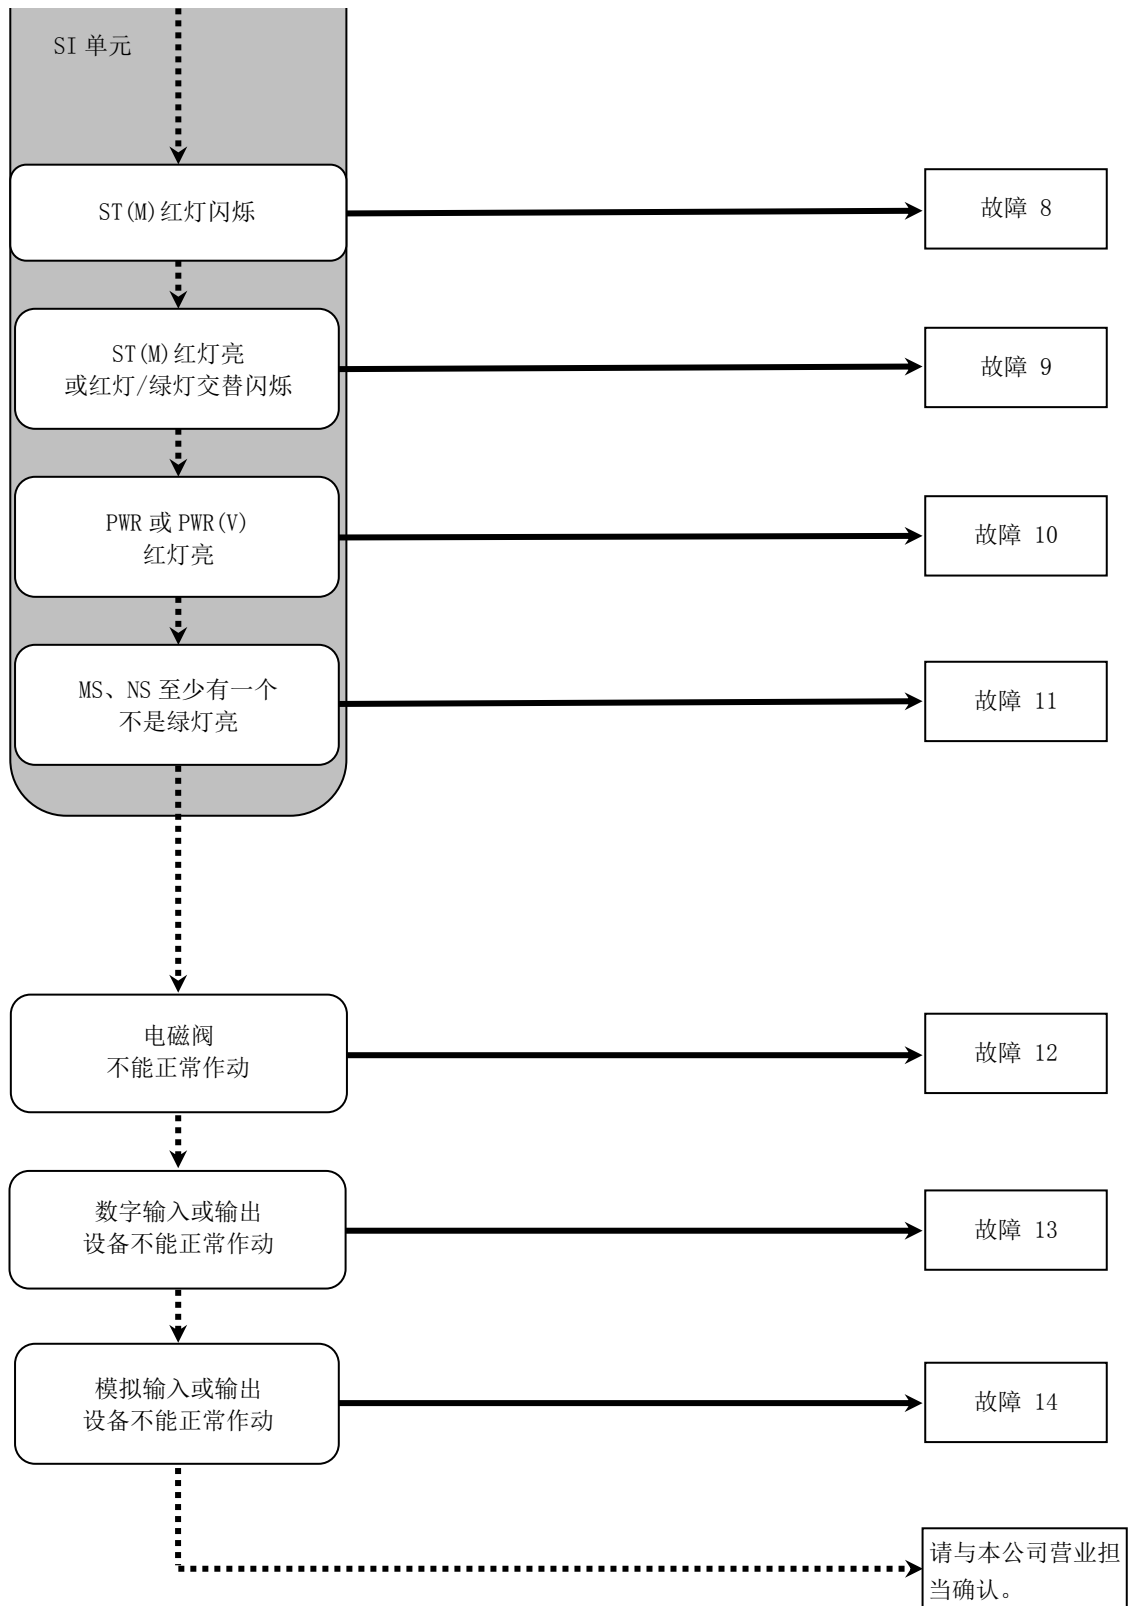 SI 单元
ST(M)红灯闪烁
故障 8
ST(M)红灯亮
或红灯/绿灯交替闪烁
故障 9
PWR 或 PWR(V)
红灯亮
故障 10
MS、NS 至少有一个
不是绿灯亮
故障 11
电磁阀
不能正常作动
故障 12
数字输入或输出
设备不能正常作动
故障 13
模拟输入或输出
设备不能正常作动
故障 14
请与本公司营业担
当确认。